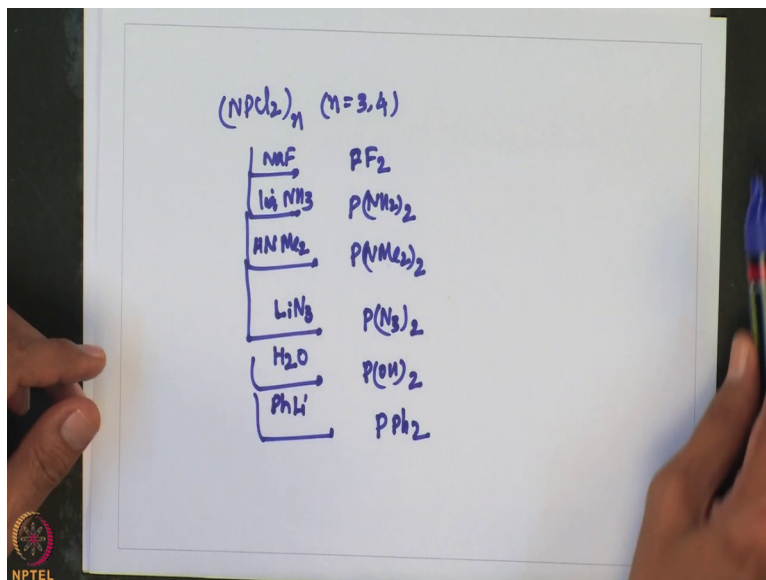 (NPCl2)n (n=3,4)
NaF PF2
liq NH3 P(NH2)2
HNMe2 P(NMe2)2
LiN3 P(N3)2
H2O P(OH)2
PhLi PPh2
NPTEL